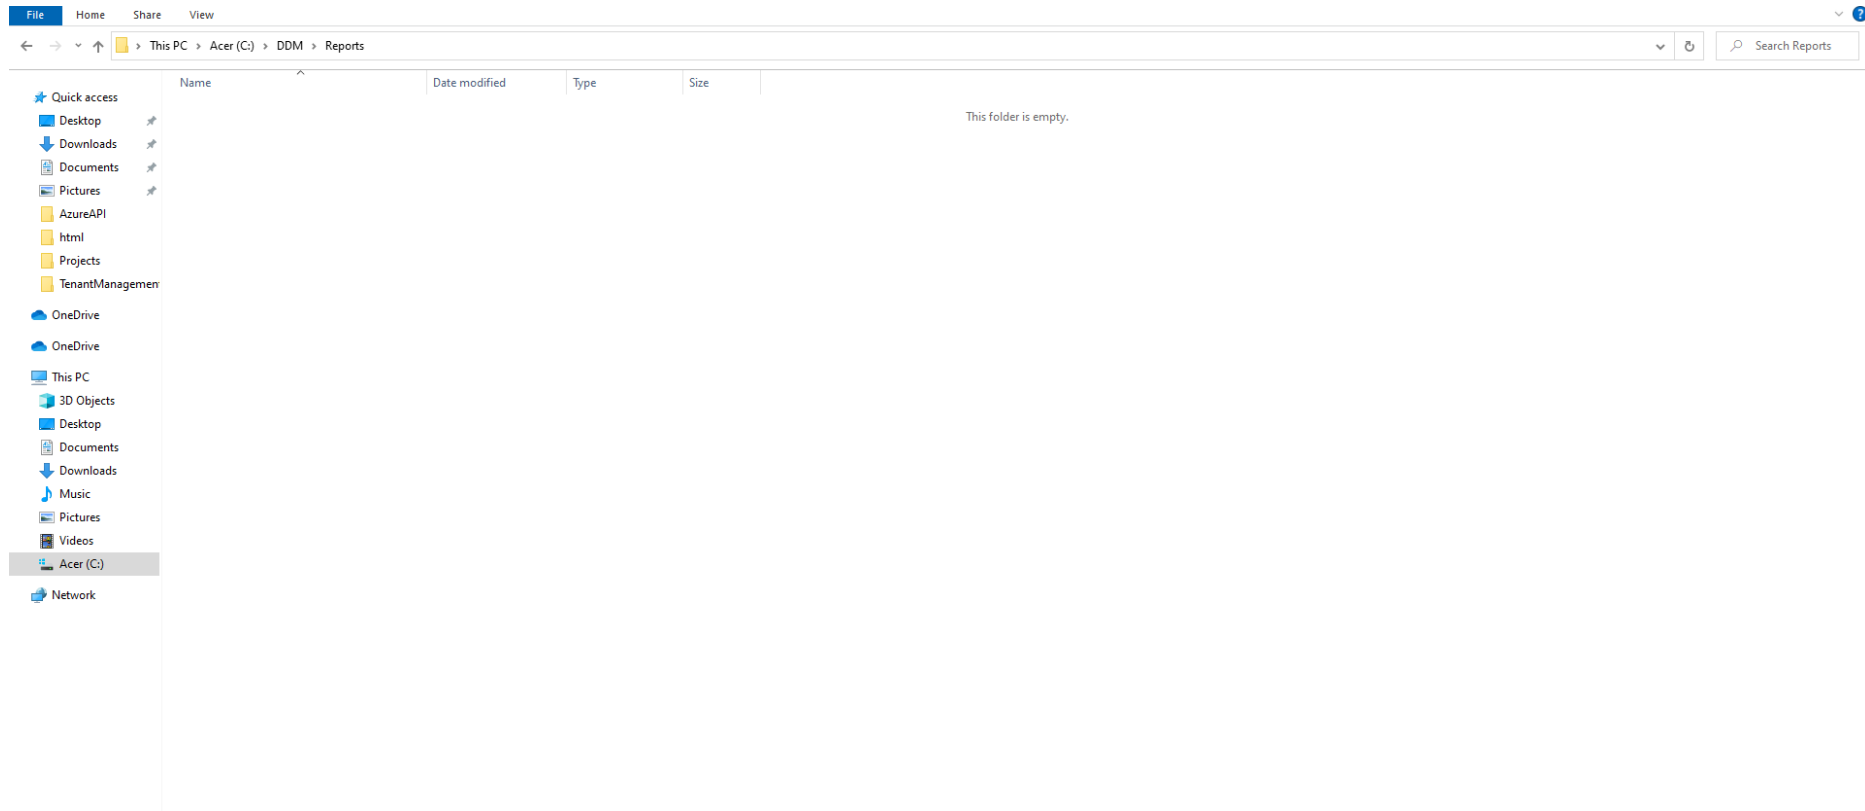 File Home Share View
?
This PC > Acer (C:) > DDM > Reports
Search Reports
Name Date modified Type Size
This folder is empty.
Quick access
Desktop
Downloads
Documents
Pictures
AzureAPI
html
Projects
TenantManagemen
OneDrive
OneDrive
This PC
3D Objects
Desktop
Documents
Downloads
Music
Pictures
Videos
Acer (C:)
Network